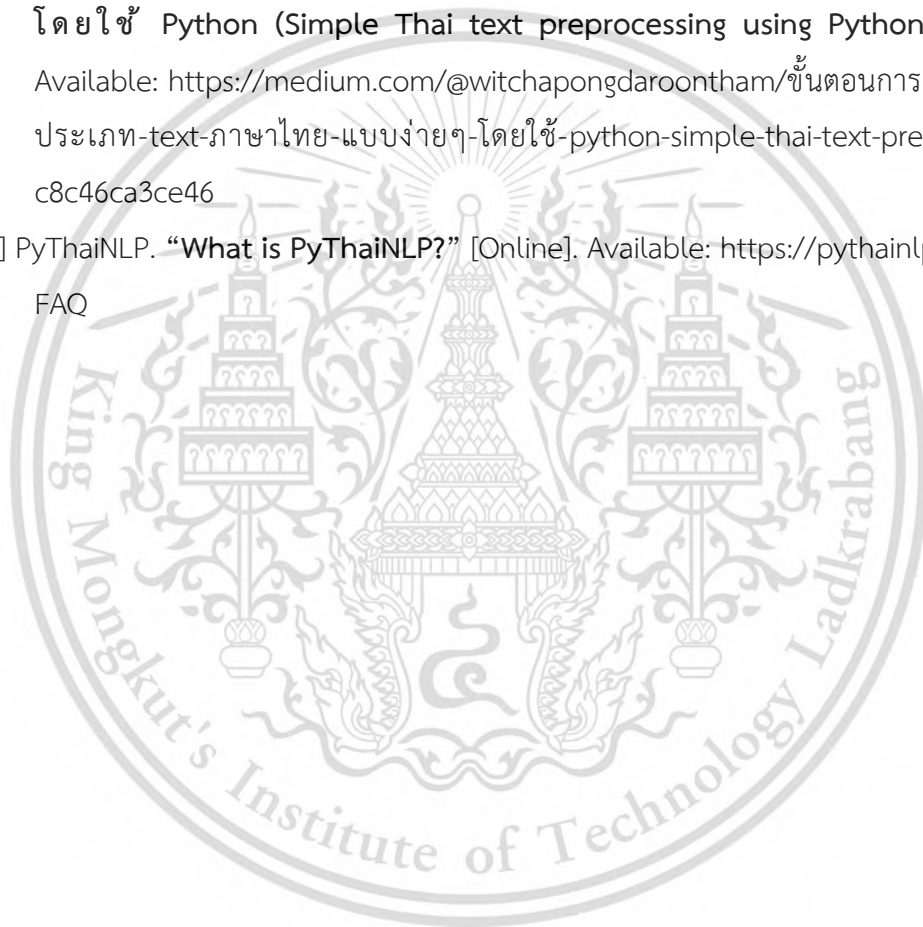 โดยใช้ Python (Simple Thai text preprocessing using Python
Available: https://medium.com/@witchapongdaroontham/ขั้นตอนการ
ประเภท-text-ภาษาไทย-แบบง่ายๆ-โดยใช้-python-simple-thai-text-pre
c8c46ca3ce46
] PyThaiNLP. “What is PyThaiNLP?” [Online]. Available: https://pythainlp
FAQ
King Mongkut's Institute of Technology Ladkrabang
๔